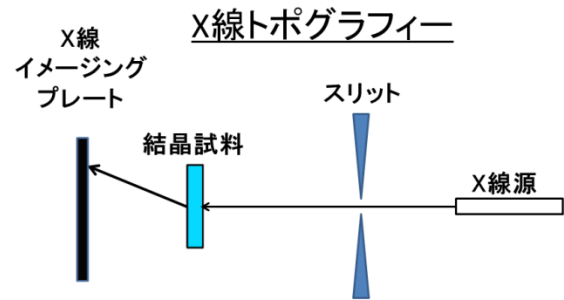 X線トポグラフィー
X線
イメージング
プレート
スリット
結晶試料
X線源